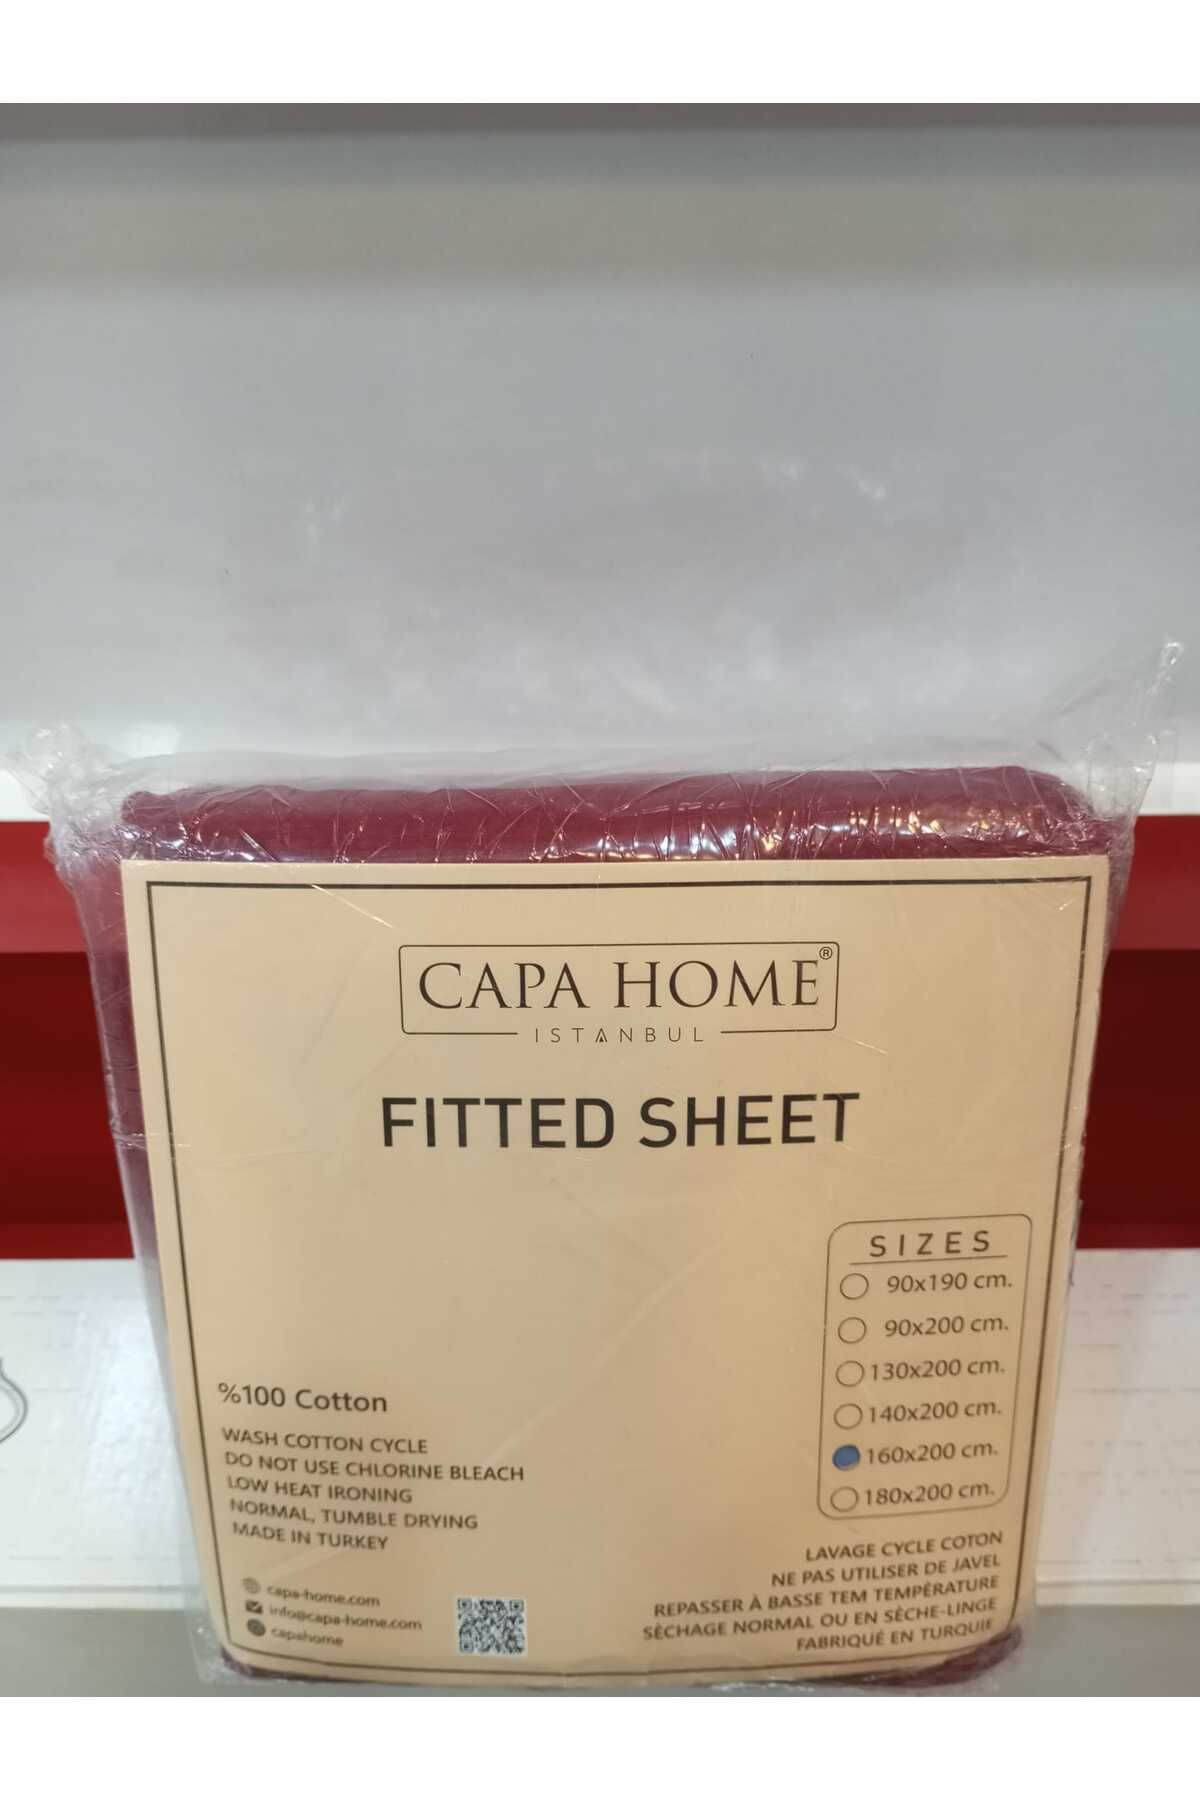 CAPA HOME®
ISTANBUL
FITTED SHEET
SIZES
90x190 cm.
90x200 cm.
130x200 cm.
140x200 cm.
160x200 cm.
180x200 cm.
%100 Cotton
WASH COTTON CYCLE
DO NOT USE CHLORINE BLEACH
LOW HEAT IRONING
NORMAL, TUMBLE DRYING
MADE IN TURKEY
capa-home.com
info@capa-home.com
capahome
LAVAGE CYCLE COTON
NE PAS UTILISER DE JAVEL
REPASSER À BASSE TEM TEMPÉRATURE
SÈCHAGE NORMAL OU EN SÈCHE-LINGE
FABRIQUÉ EN TURQUIE